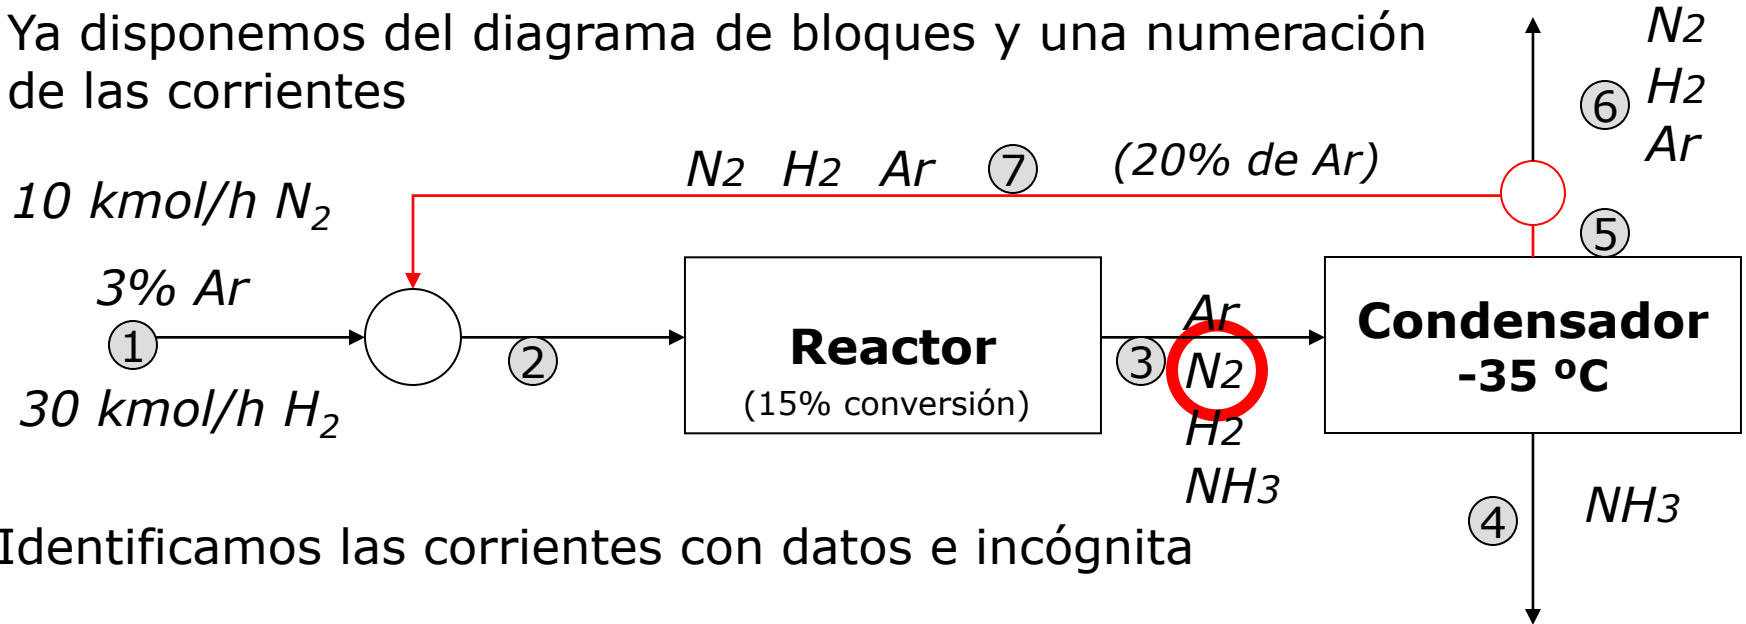 Ya disponemos del diagrama de bloques y una numeración
de las corrientes
N2
H2
Ar
6
N2 H2 Ar 7 (20% de Ar)
10 kmol/h N2
5
3% Ar
1
30 kmol/h H2
2
Reactor
(15% conversión)
3
Ar
N2
H2
NH3
Condensador
-35 ºC
4
NH3
Identificamos las corrientes con datos e incógnita